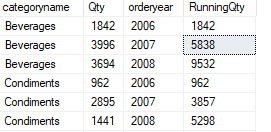 categoryname Qty orderyear RunningQty
Beverages 1842 2006 1842
Beverages 3996 2007 5838
Beverages 3694 2008 9532
Condiments 962 2006 962
Condiments 2895 2007 3857
Condiments 1441 2008 5298